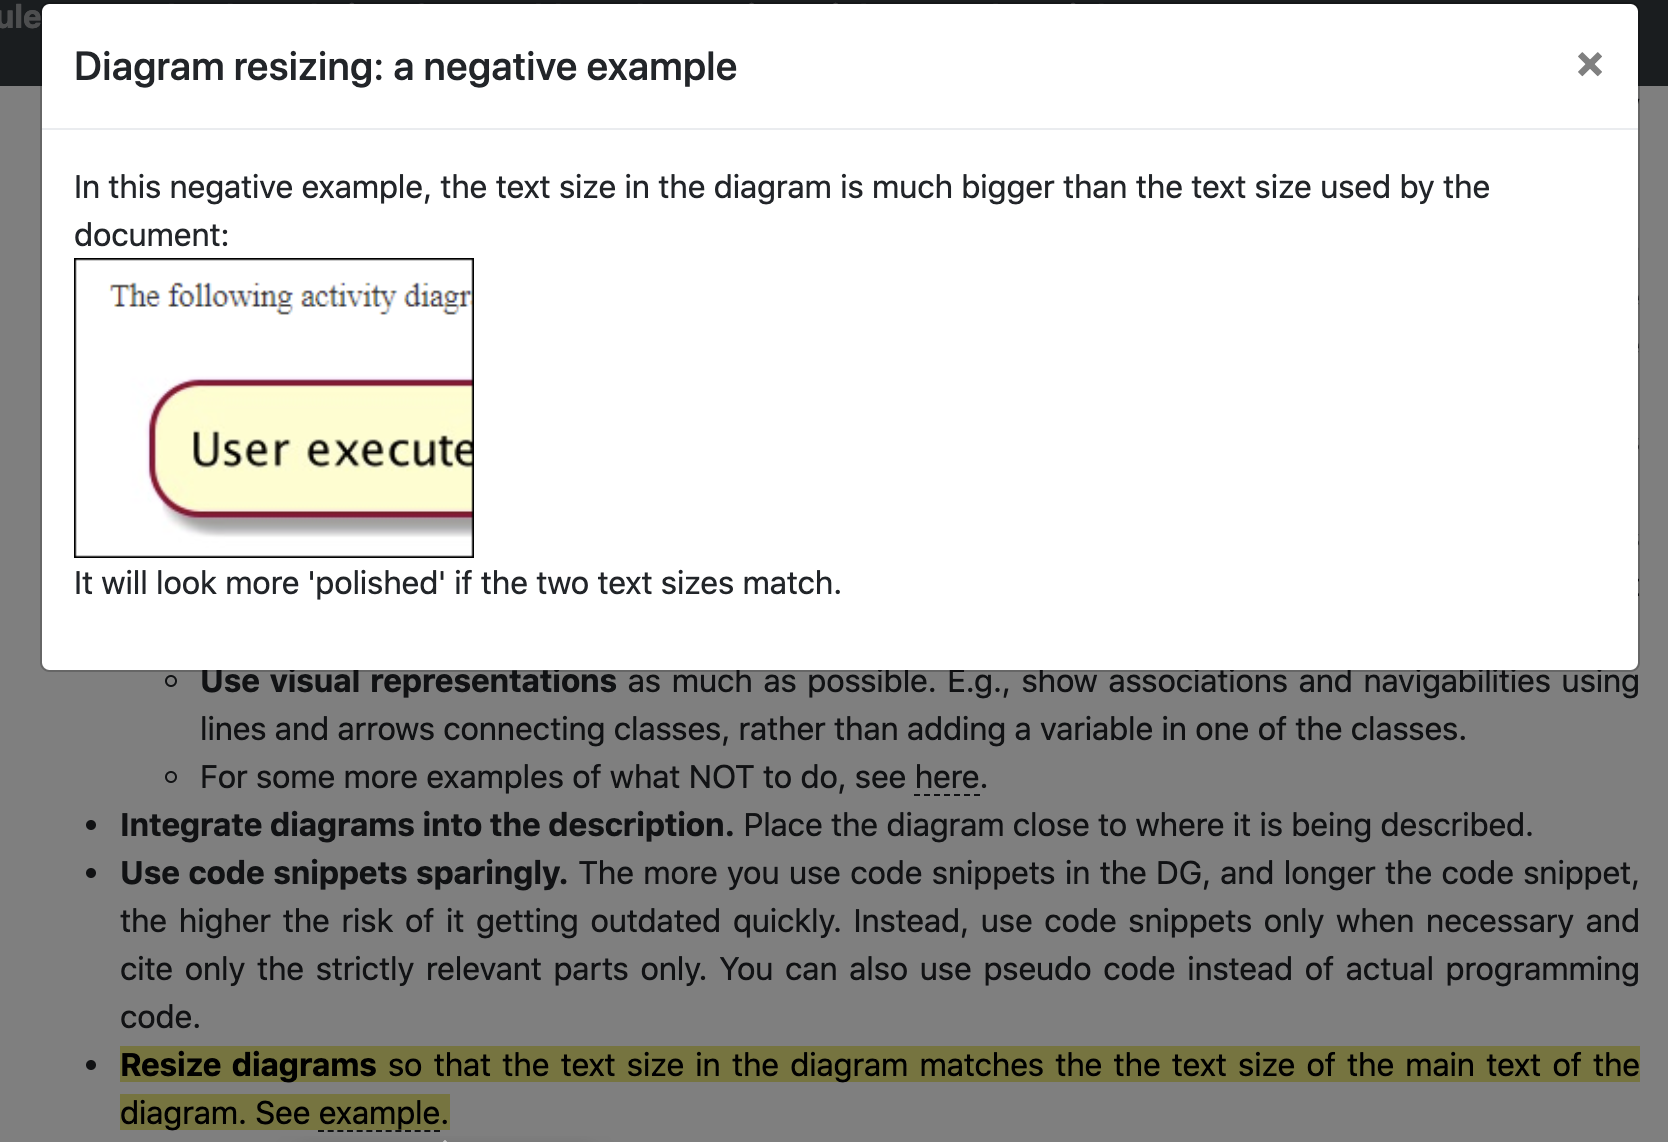 ule
Diagram resizing: a negative example
×
In this negative example, the text size in the diagram is much bigger than the text size used by the
document:
The following activity diagr
User execute
It will look more 'polished' if the two text sizes match.
Use visual representations as much as possible. E.g., show associations and navigabilities using
lines and arrows connecting classes, rather than adding a variable in one of the classes.
For some more examples of what NOT to do, see here.
Integrate diagrams into the description. Place the diagram close to where it is being described.
Use code snippets sparingly. The more you use code snippets in the DG, and longer the code snippet,
the higher the risk of it getting outdated quickly. Instead, use code snippets only when necessary and
cite only the strictly relevant parts only. You can also use pseudo code instead of actual programming
code.
Resize diagrams so that the text size in the diagram matches the the text size of the main text of the
diagram. See example.